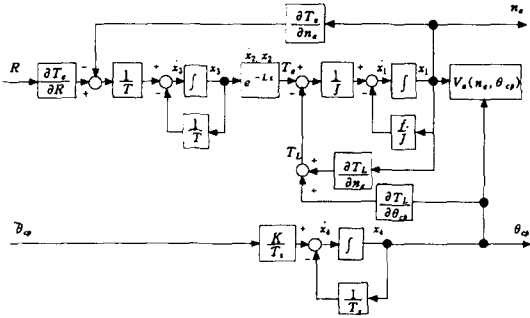 ∂T_e/∂n_e
n_e
R
∂T_e/∂R
-
+
1/T
+
-
ẋ_3
∫
x_3
1/T
ẋ_2, x_2
e^{-Ls}
T_e
+
-
1/J
+
-
ẋ_1
∫
x_1
f/J
V_a(n_e, θ_cp)
T_L
+
+
∂T_L/∂n_e
∂T_L/∂θ_cp
θ_cp
K/T_s
+
-
ẋ_4
∫
x_4
θ_cp
1/T_s